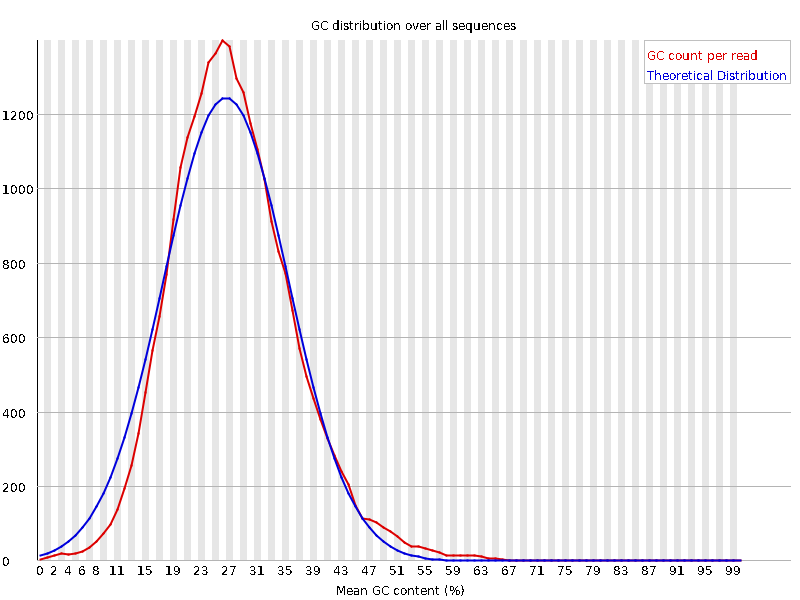 GC distribution over all sequences
GC count per read
Theoretical Distribution
1200
1000
800
600
400
200
0
0 2 4 6 8 11 15 19 23 27 31 35 39 43 47 51 55 59 63 67 71 75 79 83 87 91 95 99
Mean GC content (%)